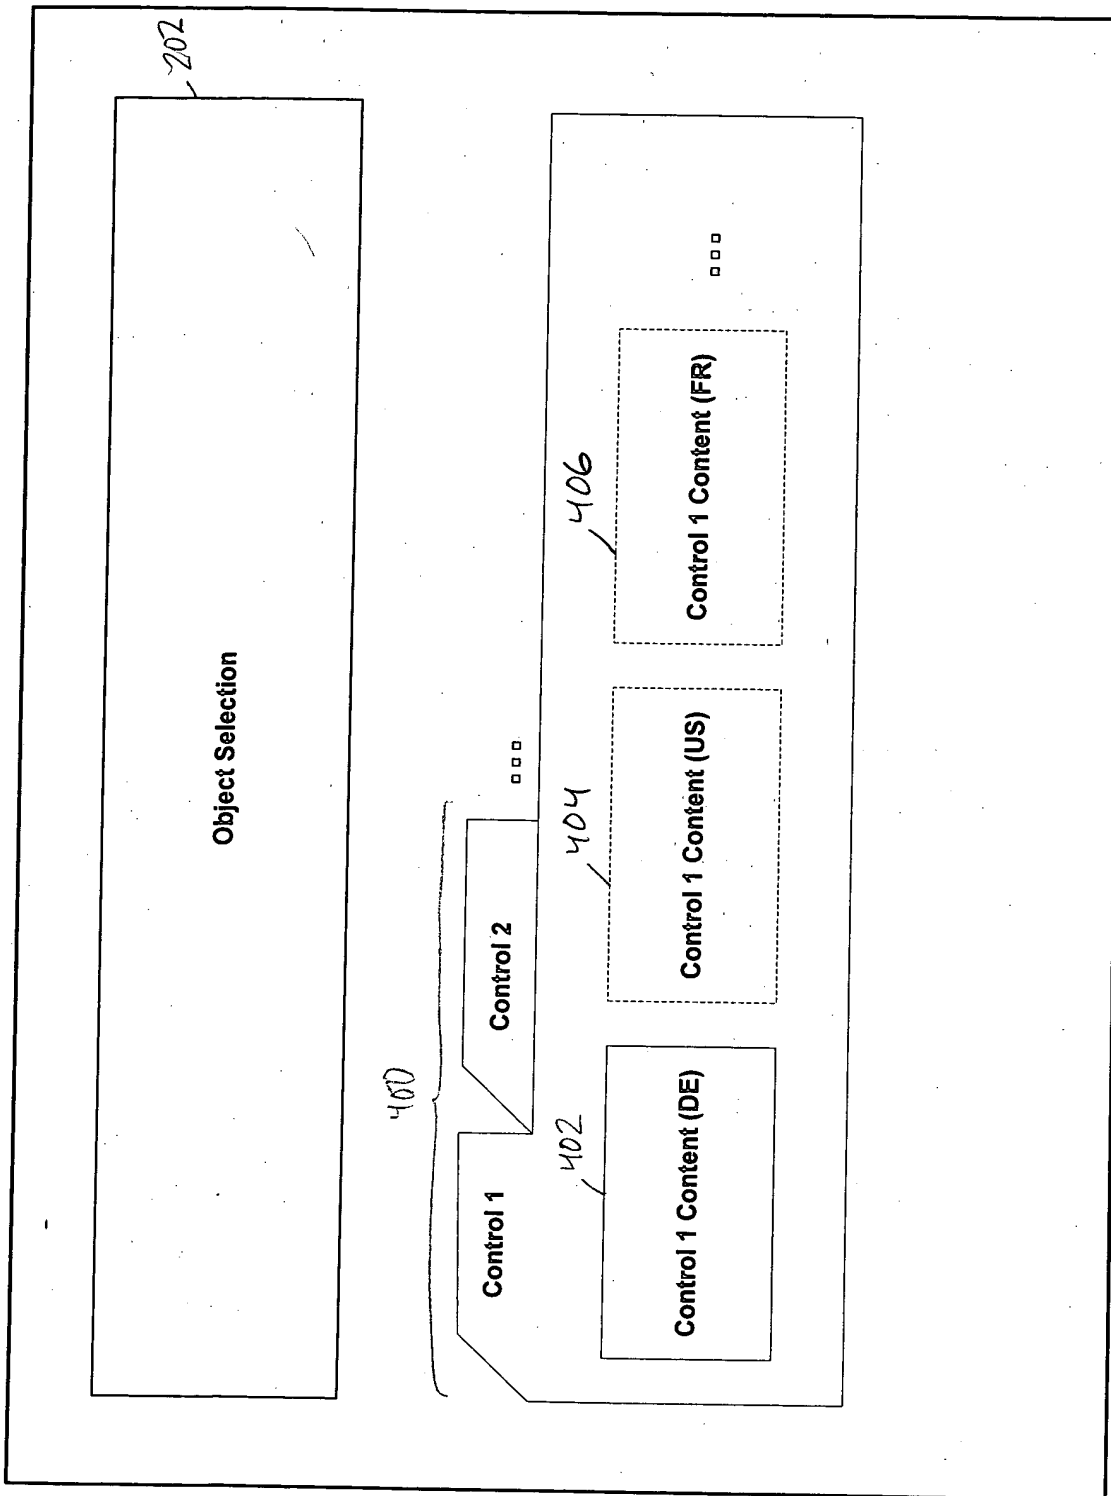 202
Object Selection
400
Control 1
Control 2
402
404
406
Control 1 Content (DE)
Control 1 Content (US)
Control 1 Content (FR)